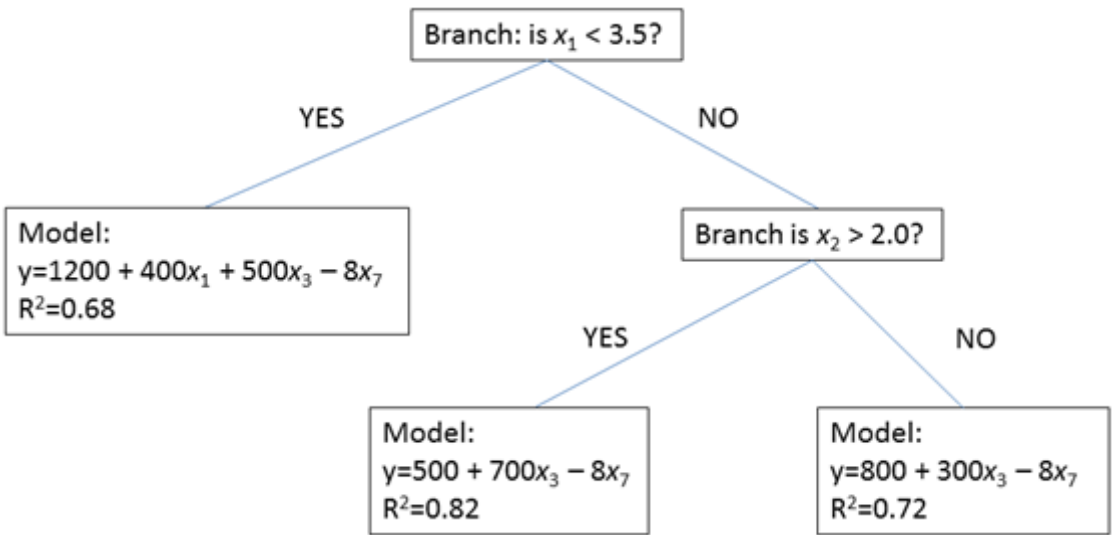 Branch: is x₁ < 3.5?
YES
NO
Model:
y=1200 + 400x₁ + 500x₃ – 8x₇
R²=0.68
Branch is x₂ > 2.0?
YES
NO
Model:
y=500 + 700x₃ – 8x₇
R²=0.82
Model:
y=800 + 300x₃ – 8x₇
R²=0.72